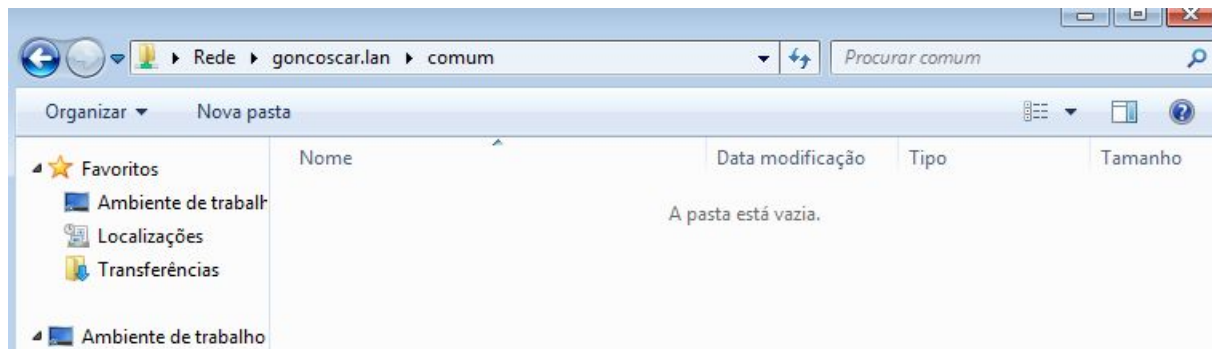 Rede goncoscar.lan comum
Procurar comum
Organizar Nova pasta
Nome Data modificação Tipo Tamanho
A pasta está vazia.
Favoritos
Ambiente de trabalh
Localizações
Transferências
Ambiente de trabalho